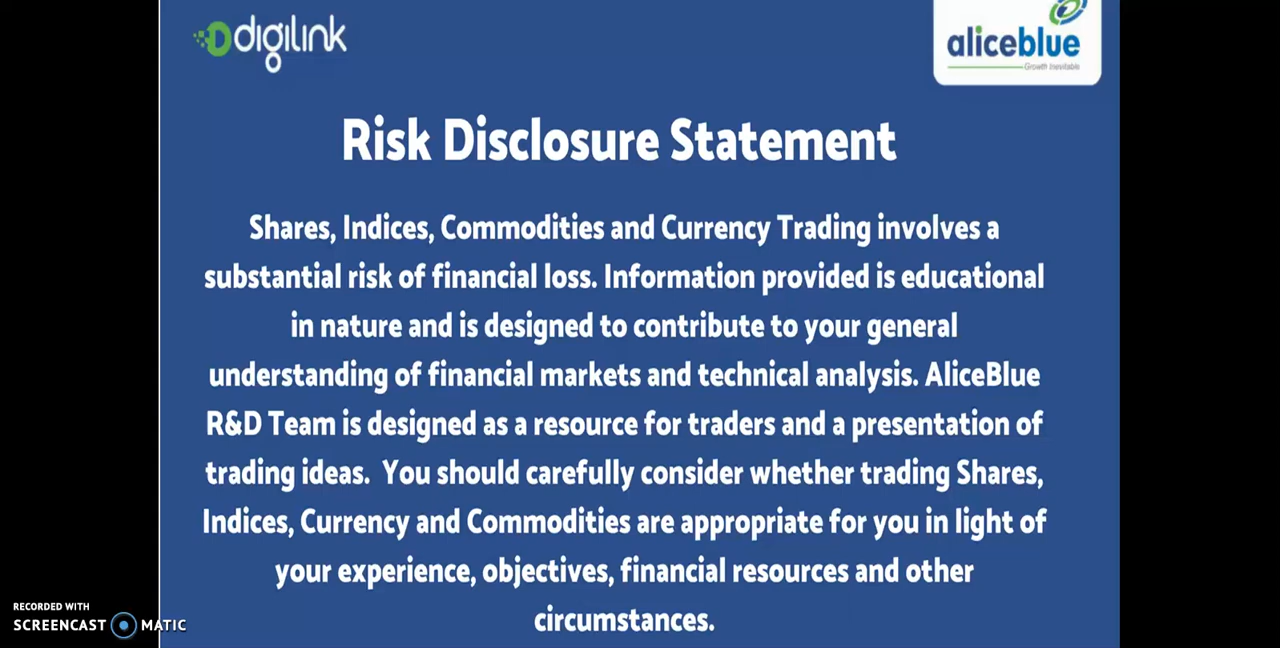 digilink
aliceblue
Growth Inevitable
Risk Disclosure Statement
Shares, Indices, Commodities and Currency Trading involves a
substantial risk of financial loss. Information provided is educational
in nature and is designed to contribute to your general
understanding of financial markets and technical analysis. AliceBlue
R&D Team is designed as a resource for traders and a presentation of
trading ideas.  You should carefully consider whether trading Shares,
Indices, Currency and Commodities are appropriate for you in light of
your experience, objectives, financial resources and other
circumstances.
RECORDED WITH
SCREENCAST MATIC